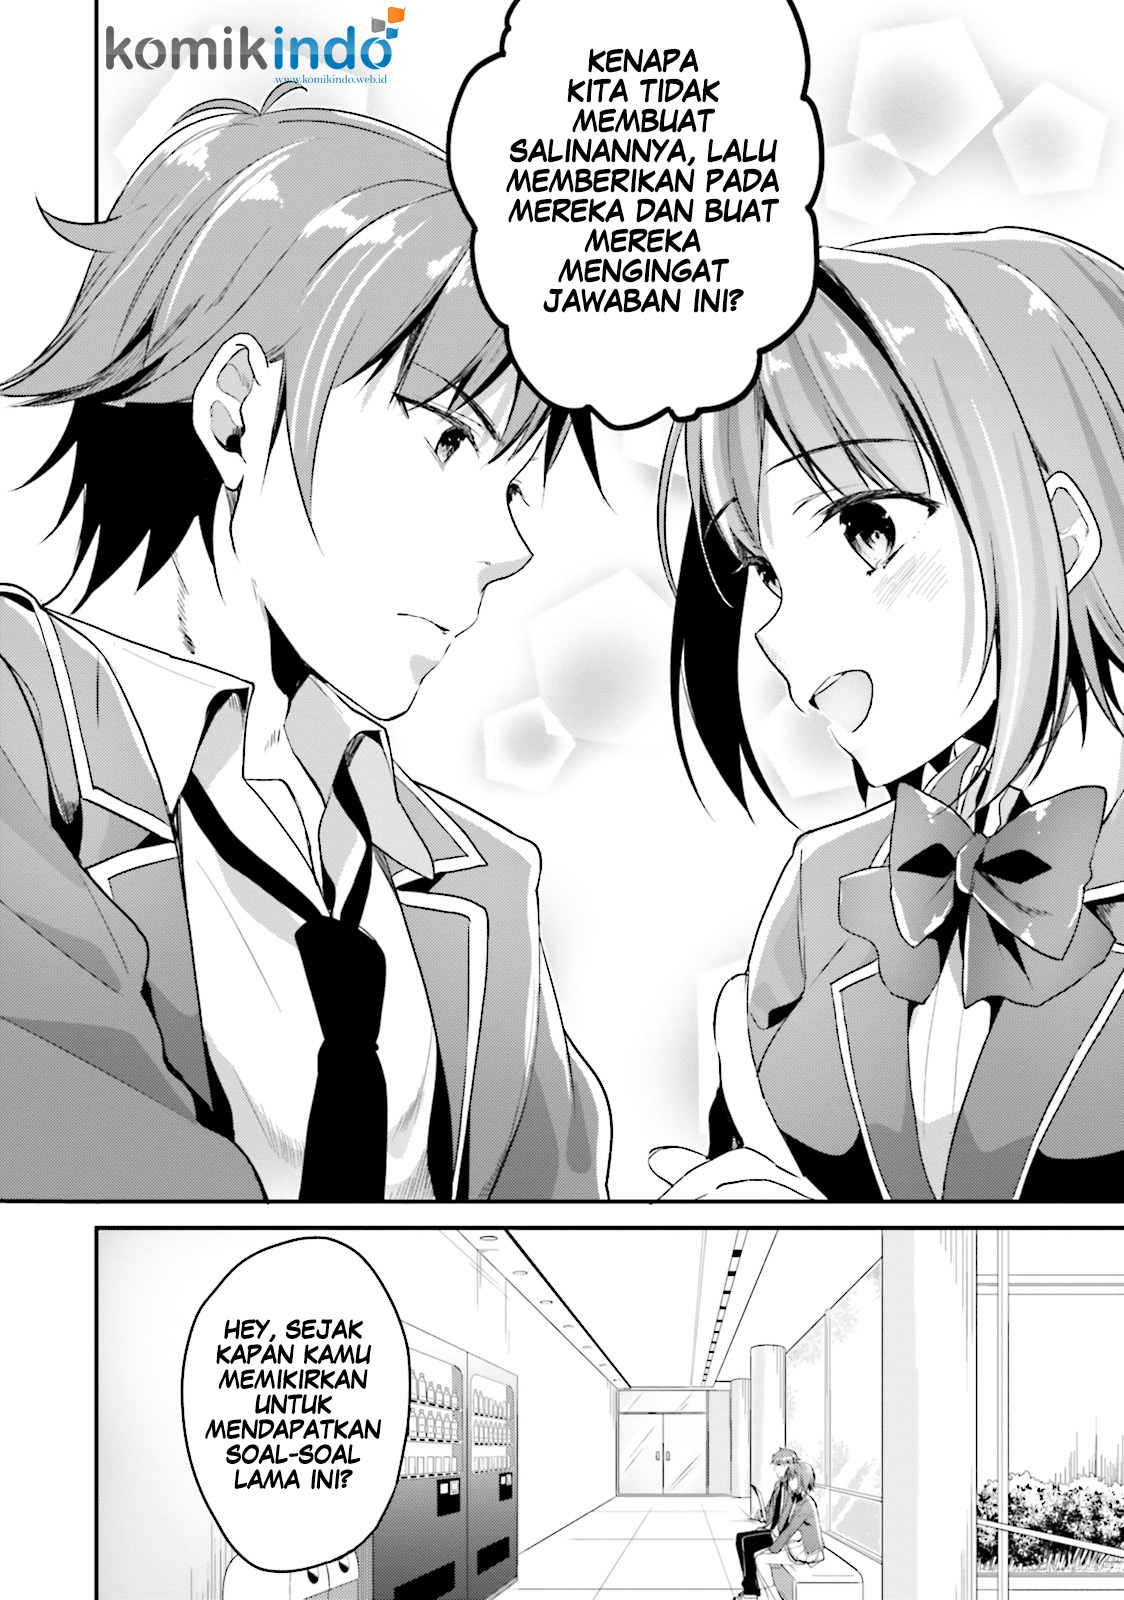 komikindo
www.komikindo.web.id
KENAPA
KITA TIDAK
MEMBUAT
SALINANNYA, LALU
MEMBERIKAN PADA
MEREKA DAN BUAT
MEREKA
MENGINGAT
JAWABAN INI?
HEY, SEJAK
KAPAN KAMU
MEMIKIRKAN
UNTUK
MENDAPATKAN
SOAL-SOAL
LAMA INI?